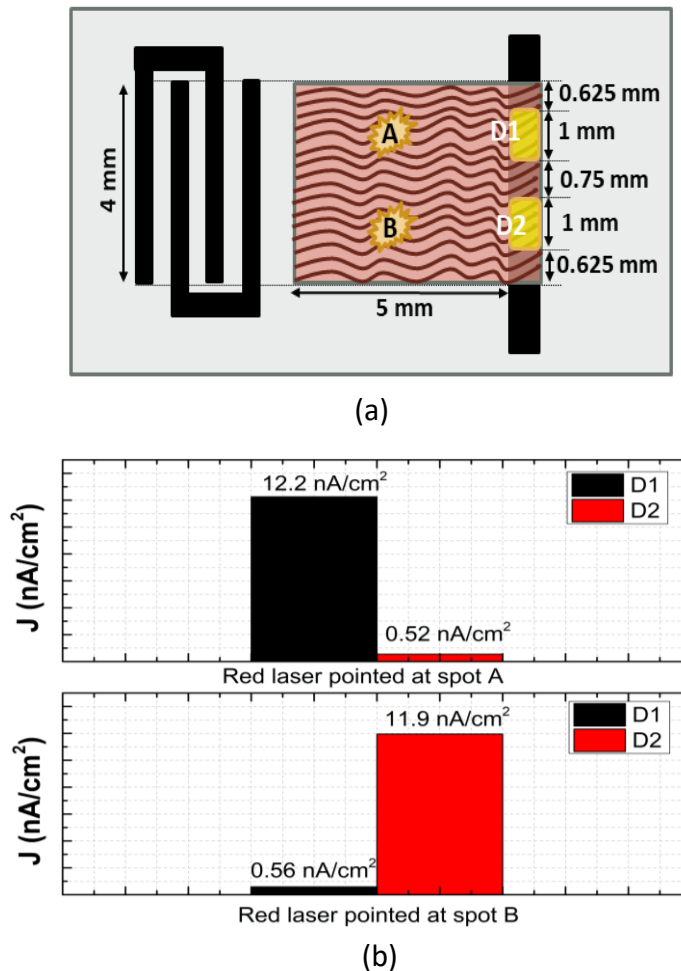 0.625 mm
D1
1 mm
A
4 mm
0.75 mm
B
D2
1 mm
0.625 mm
5 mm
(a)
12.2 nA/cm²
D1
D2
J (nA/cm²)
0.52 nA/cm²
Red laser pointed at spot A
11.9 nA/cm²
D1
D2
J (nA/cm²)
0.56 nA/cm²
Red laser pointed at spot B
(b)